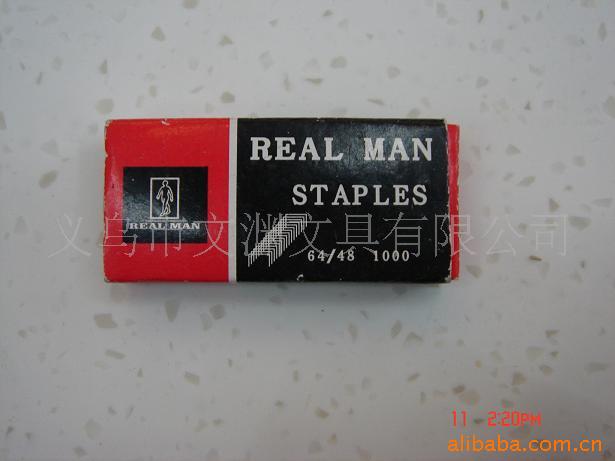 REAL MAN
STAPLES
REAL MAN
64/48 1000
义乌市文渊文具有限公司
11 2:20PM
alibaba.com.cn